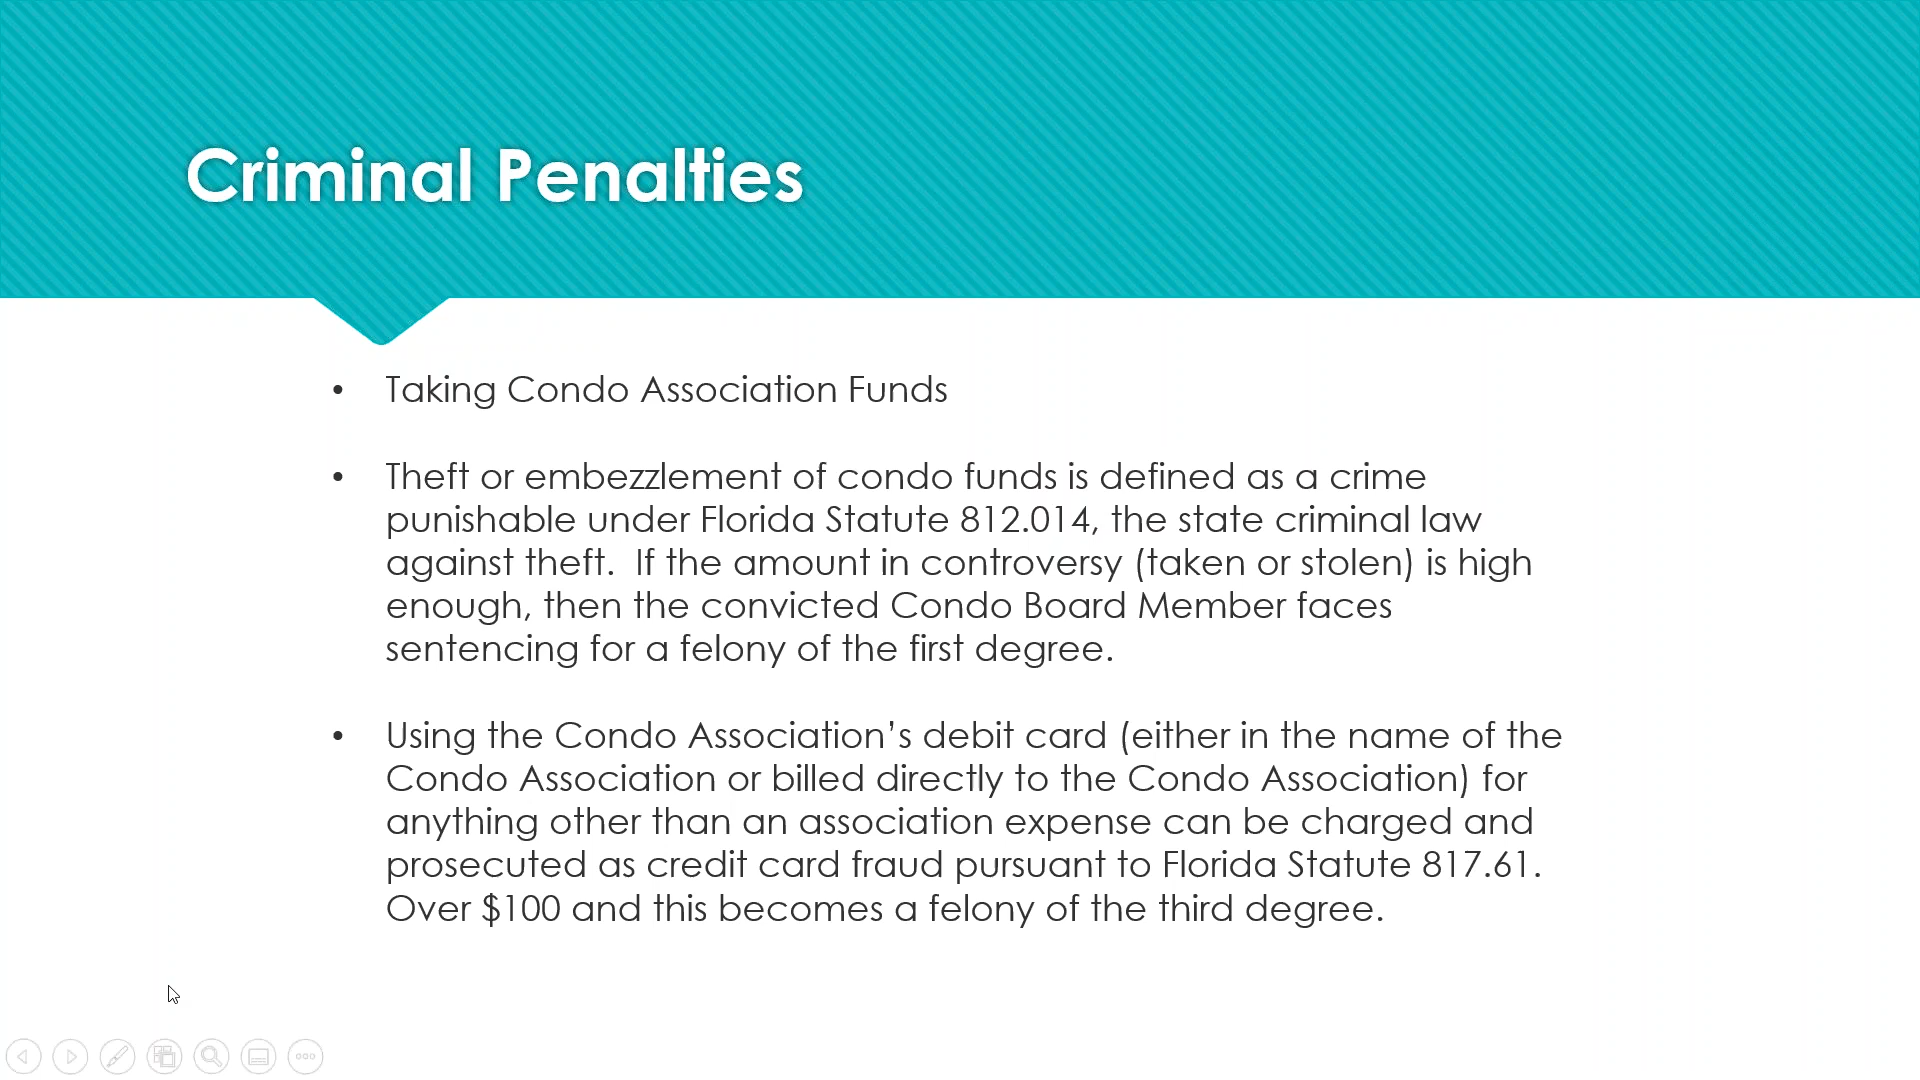 Criminal Penalties
• Taking Condo Association Funds
• Theft or embezzlement of condo funds is defined as a crime
punishable under Florida Statute 812.014, the state criminal law
against theft.  If the amount in controversy (taken or stolen) is high
enough, then the convicted Condo Board Member faces
sentencing for a felony of the first degree.
• Using the Condo Association’s debit card (either in the name of the
Condo Association or billed directly to the Condo Association) for
anything other than an association expense can be charged and
prosecuted as credit card fraud pursuant to Florida Statute 817.61.
Over $100 and this becomes a felony of the third degree.